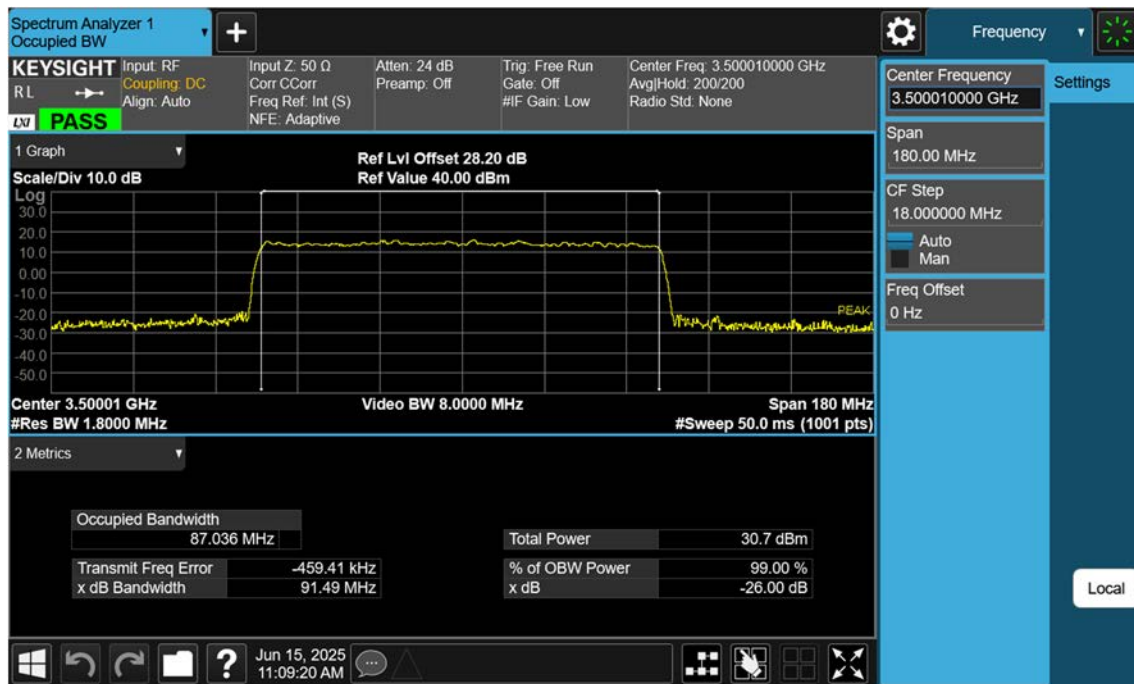 Spectrum Analyzer 1
Occupied BW
+
Frequency
KEYSIGHT
R L
LXI
PASS
Input: RF
Coupling: DC
Align: Auto
Input Z: 50 Ω
Corr CCorr
Freq Ref: Int (S)
NFE: Adaptive
Atten: 24 dB
Preamp: Off
Trig: Free Run
Gate: Off
#IF Gain: Low
Center Freq: 3.500010000 GHz
Avg|Hold: 200/200
Radio Std: None
Center Frequency
3.500010000 GHz
Settings
Span
180.00 MHz
CF Step
18.000000 MHz
Auto
Man
Freq Offset
0 Hz
Local
1 Graph
Scale/Div 10.0 dB
Ref Lvl Offset 28.20 dB
Ref Value 40.00 dBm
Log
30.0
20.0
10.0
0.00
-10.0
-20.0
-30.0
-40.0
-50.0
PEAK
Center 3.50001 GHz
#Res BW 1.8000 MHz
Video BW 8.0000 MHz
Span 180 MHz
#Sweep 50.0 ms (1001 pts)
2 Metrics
Occupied Bandwidth
87.036 MHz
Transmit Freq Error -459.41 kHz
x dB Bandwidth 91.49 MHz
Total Power 30.7 dBm
% of OBW Power 99.00 %
x dB -26.00 dB
?
Jun 15, 2025
11:09:20 AM